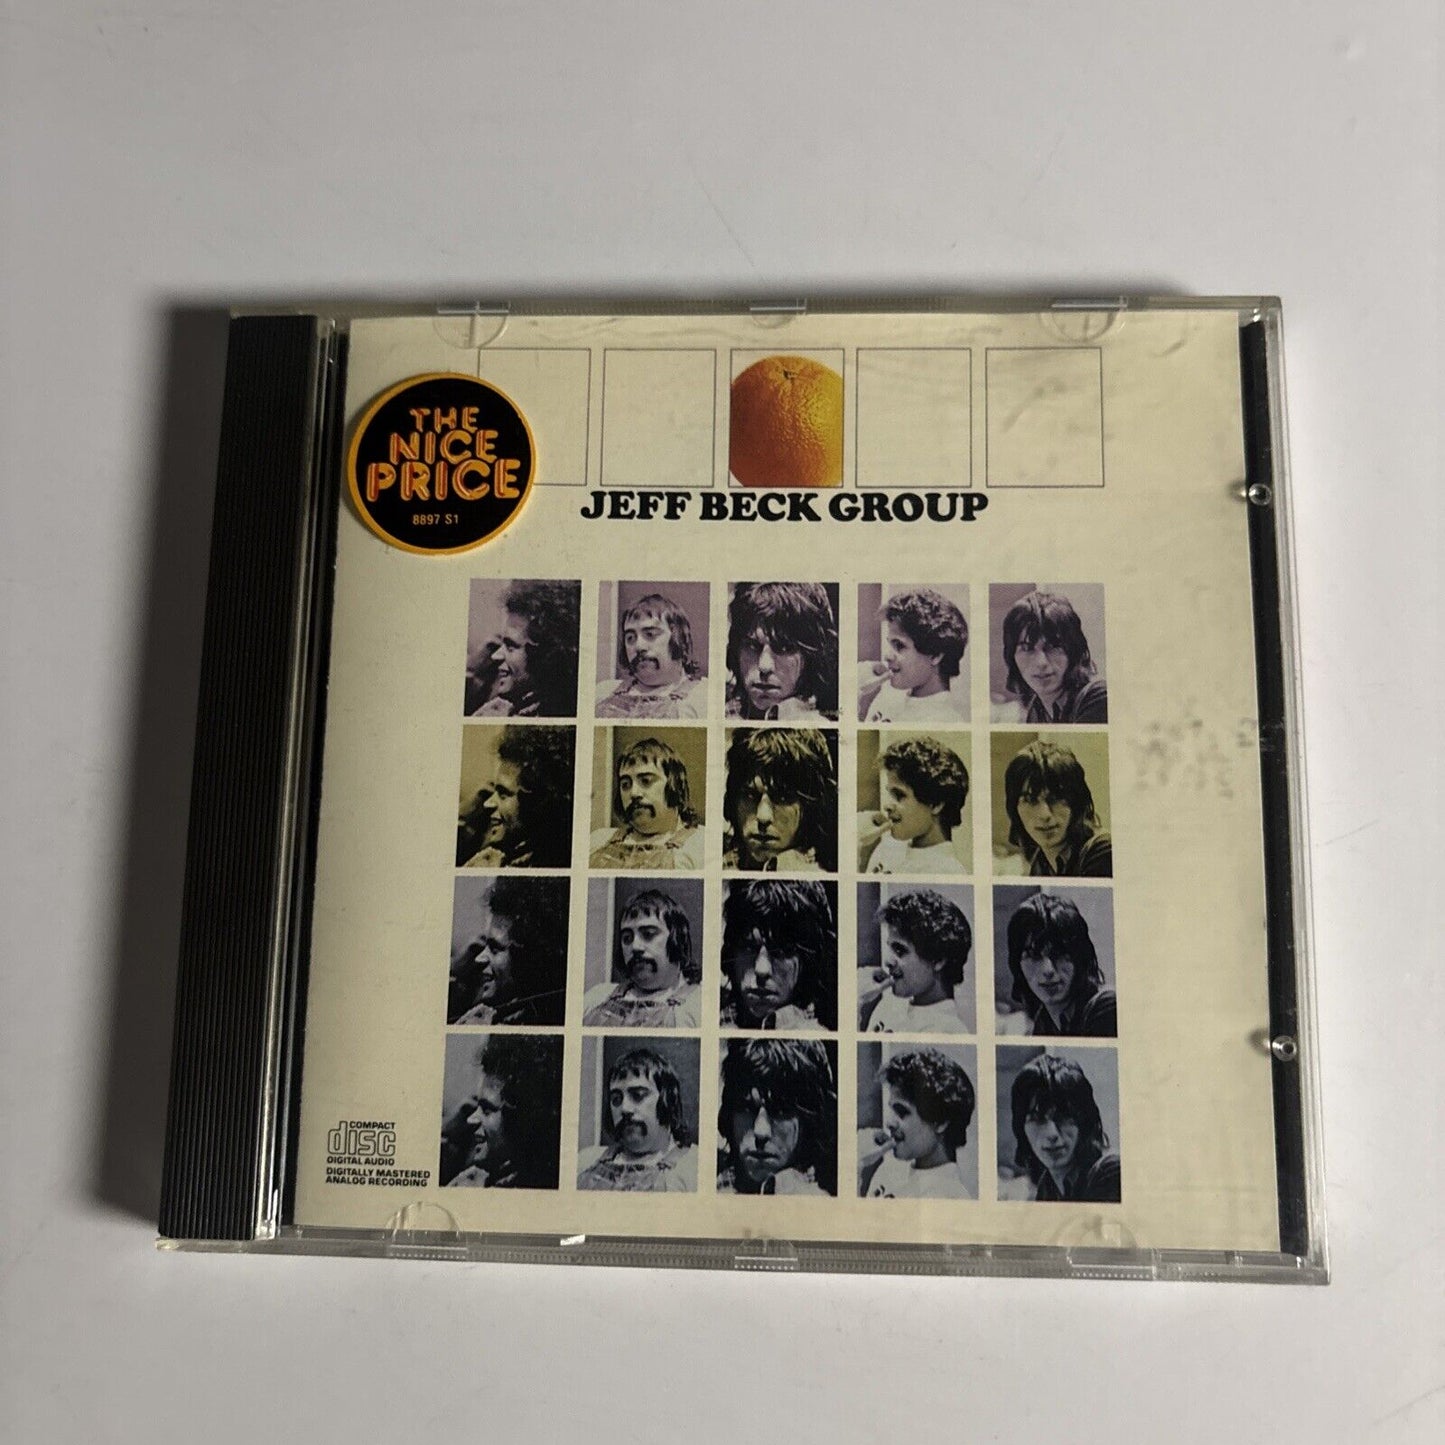 THE
NICE
PRICE
8897 S1
JEFF BECK GROUP
COMPACT
disc
DIGITAL AUDIO
DIGITALLY MASTERED
ANALOG RECORDING